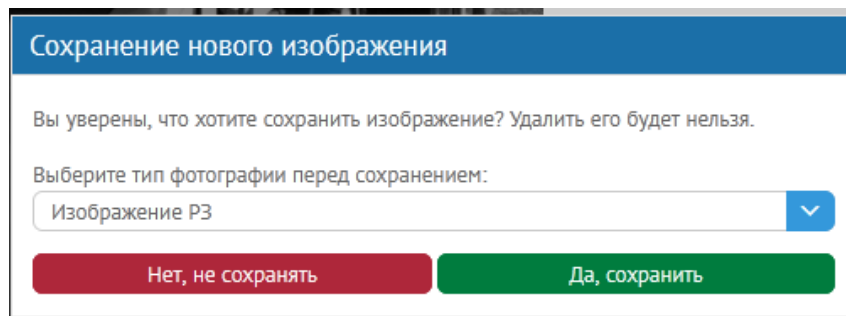 Сохранение нового изображения
Вы уверены, что хотите сохранить изображение? Удалить его будет нельзя.
Выберите тип фотографии перед сохранением:
Изображение РЗ
Нет, не сохранять
Да, сохранить